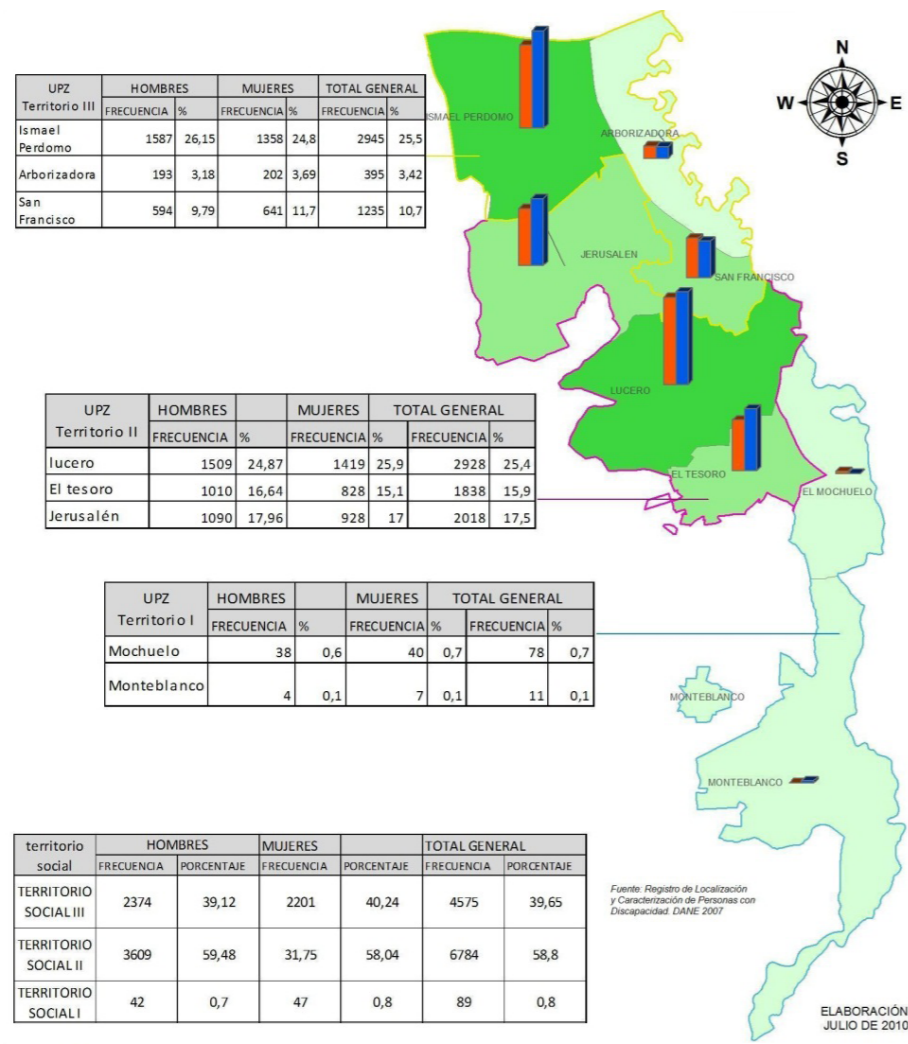 N
W E
S
UPZ Territorio III HOMBRES MUJERES TOTAL GENERAL
FRECUENCIA % FRECUENCIA % FRECUENCIA %
Ismael Perdomo 1587 26,15 1358 24,8 2945 25,5
Arborizadora 193 3,18 202 3,69 395 3,42
San Francisco 594 9,79 641 11,7 1235 10,7
ISMAEL PERDOMO
ARBORIZADORA
JERUSALEN
SAN FRANCISCO
LUCERO
EL TESORO
EL MOCHUELO
UPZ Territorio II HOMBRES MUJERES TOTAL GENERAL
FRECUENCIA % FRECUENCIA % FRECUENCIA %
lucero 1509 24,87 1419 25,9 2928 25,4
El tesoro 1010 16,64 828 15,1 1838 15,9
Jerusalén 1090 17,96 928 17 2018 17,5
UPZ Territorio I HOMBRES MUJERES TOTAL GENERAL
FRECUENCIA % FRECUENCIA % FRECUENCIA %
Mochuelo 38 0,6 40 0,7 78 0,7
Monteblanco 4 0,1 7 0,1 11 0,1
MONTEBLANCO
MONTEBLANCO
territorio social HOMBRES MUJERES TOTAL GENERAL
FRECUENCIA PORCENTAJE FRECUENCIA PORCENTAJE FRECUENCIA PORCENTAJE
TERRITORIO SOCIAL III 2374 39,12 2201 40,24 4575 39,65
TERRITORIO SOCIAL II 3609 59,48 31,75 58,04 6784 58,8
TERRITORIO SOCIAL I 42 0,7 47 0,8 89 0,8
Fuente: Registro de Localización
y Caracterización de Personas con
Discapacidad. DANE 2007
ELABORACIÓN
JULIO DE 2010